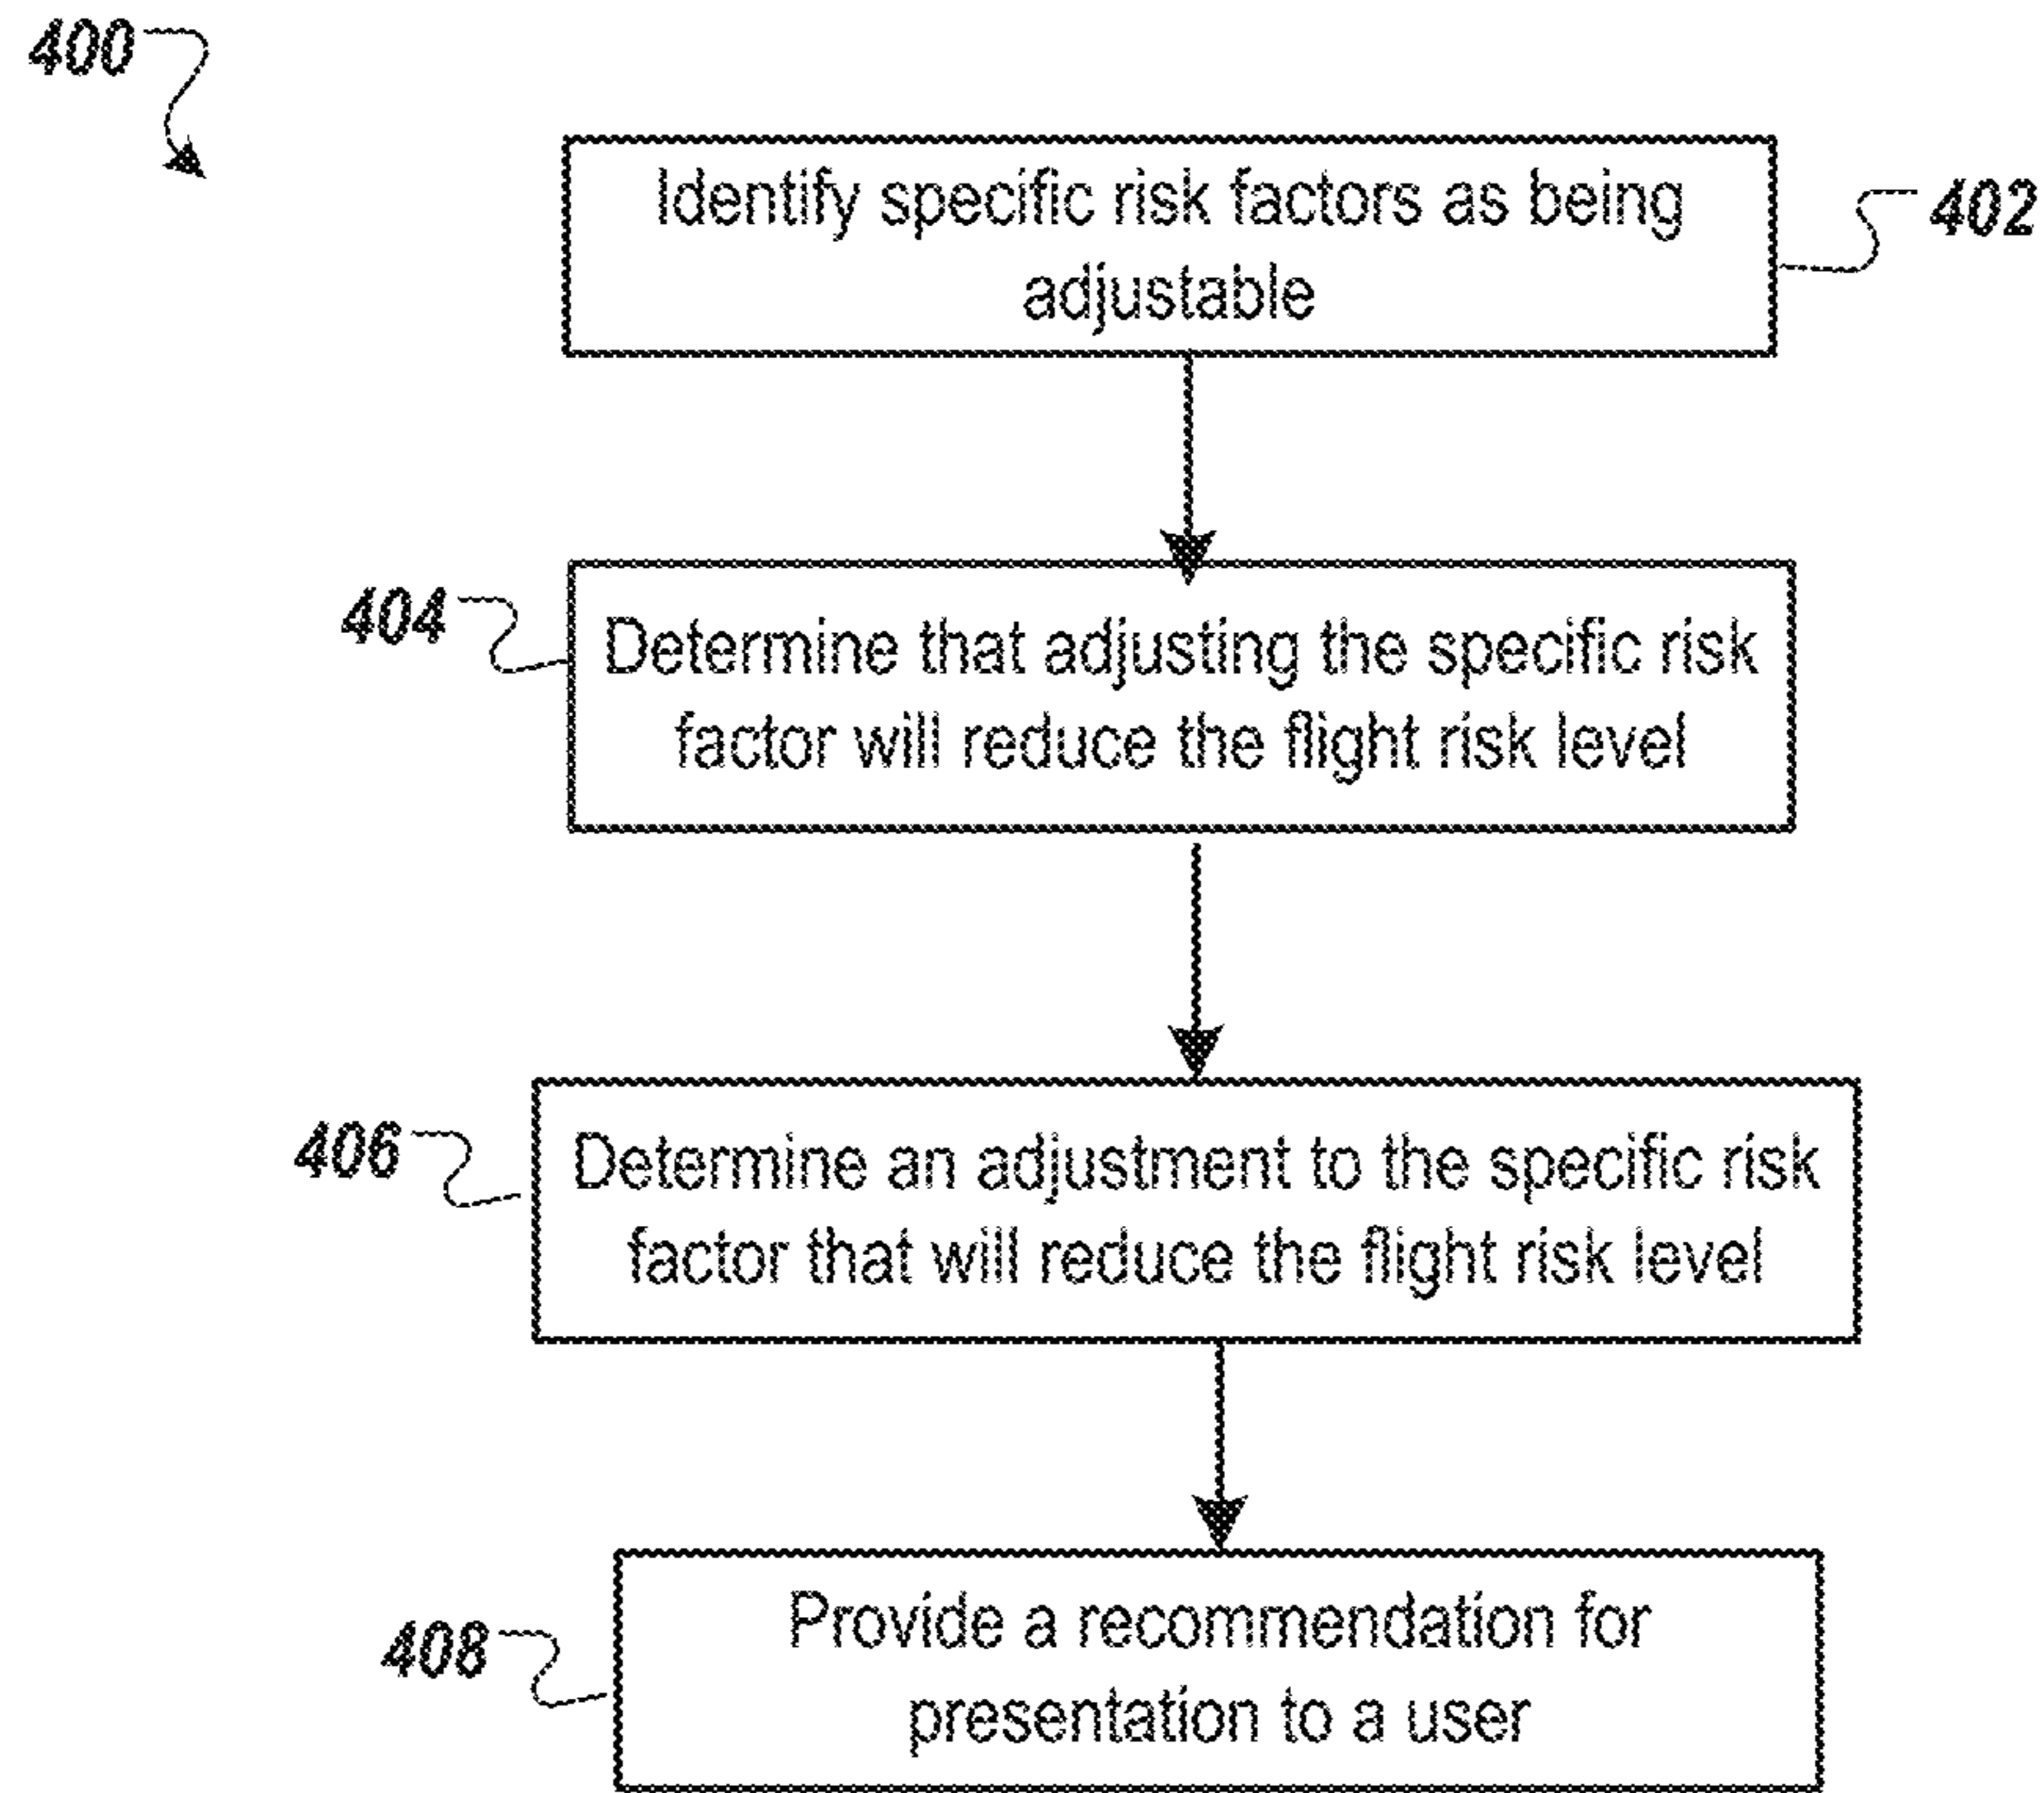 400
Identify specific risk factors as being
adjustable
402
404
Determine that adjusting the specific risk
factor will reduce the flight risk level
406
Determine an adjustment to the specific risk
factor that will reduce the flight risk level
408
Provide a recommendation for
presentation to a user